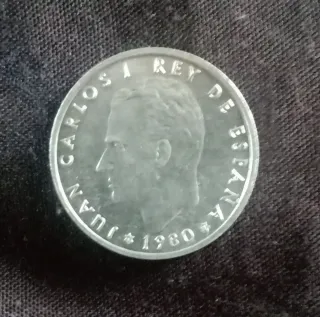 JUAN CARLOS I REY DE ESPAÑA
* 1980 *